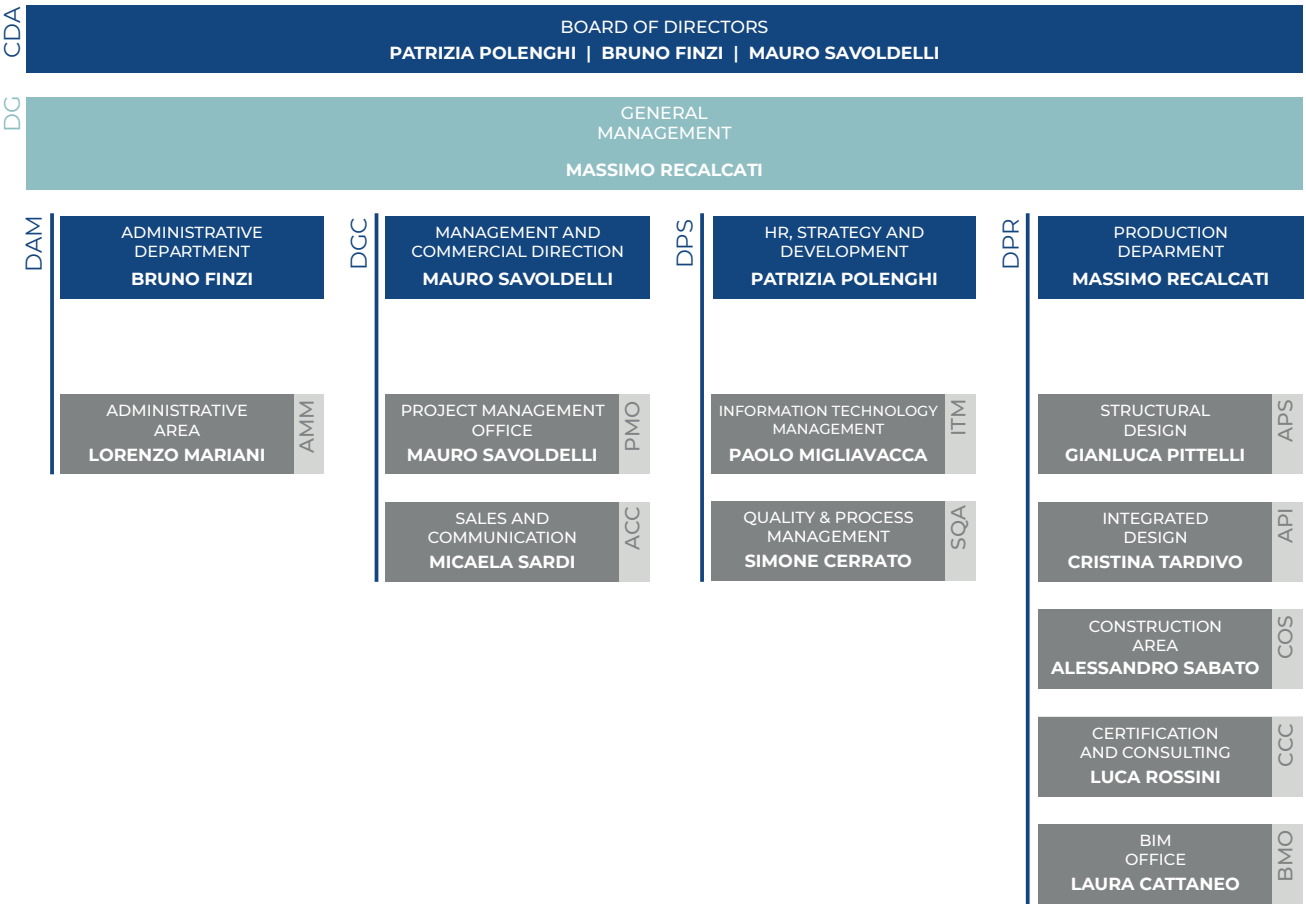 CDA
BOARD OF DIRECTORS
PATRIZIA POLENGHI | BRUNO FINZI | MAURO SAVOLDELLI
DG
GENERAL
MANAGEMENT
MASSIMO RECALCATI
DAM
ADMINISTRATIVE
DEPARTMENT
BRUNO FINZI
ADMINISTRATIVE
AREA
LORENZO MARIANI
AMM
DGC
MANAGEMENT AND
COMMERCIAL DIRECTION
MAURO SAVOLDELLI
PROJECT MANAGEMENT
OFFICE
MAURO SAVOLDELLI
PMO
SALES AND
COMMUNICATION
MICAELA SARDI
ACC
DPS
HR, STRATEGY AND
DEVELOPMENT
PATRIZIA POLENGHI
INFORMATION TECHNOLOGY
MANAGEMENT
PAOLO MIGLIAVACCA
ITM
QUALITY & PROCESS
MANAGEMENT
SIMONE CERRATO
SQA
DPR
PRODUCTION
DEPARMENT
MASSIMO RECALCATI
STRUCTURAL
DESIGN
GIANLUCA PITTELLI
APS
INTEGRATED
DESIGN
CRISTINA TARDIVO
API
CONSTRUCTION
AREA
ALESSANDRO SABATO
COS
CERTIFICATION
AND CONSULTING
LUCA ROSSINI
CCC
BIM
OFFICE
LAURA CATTANEO
BMO